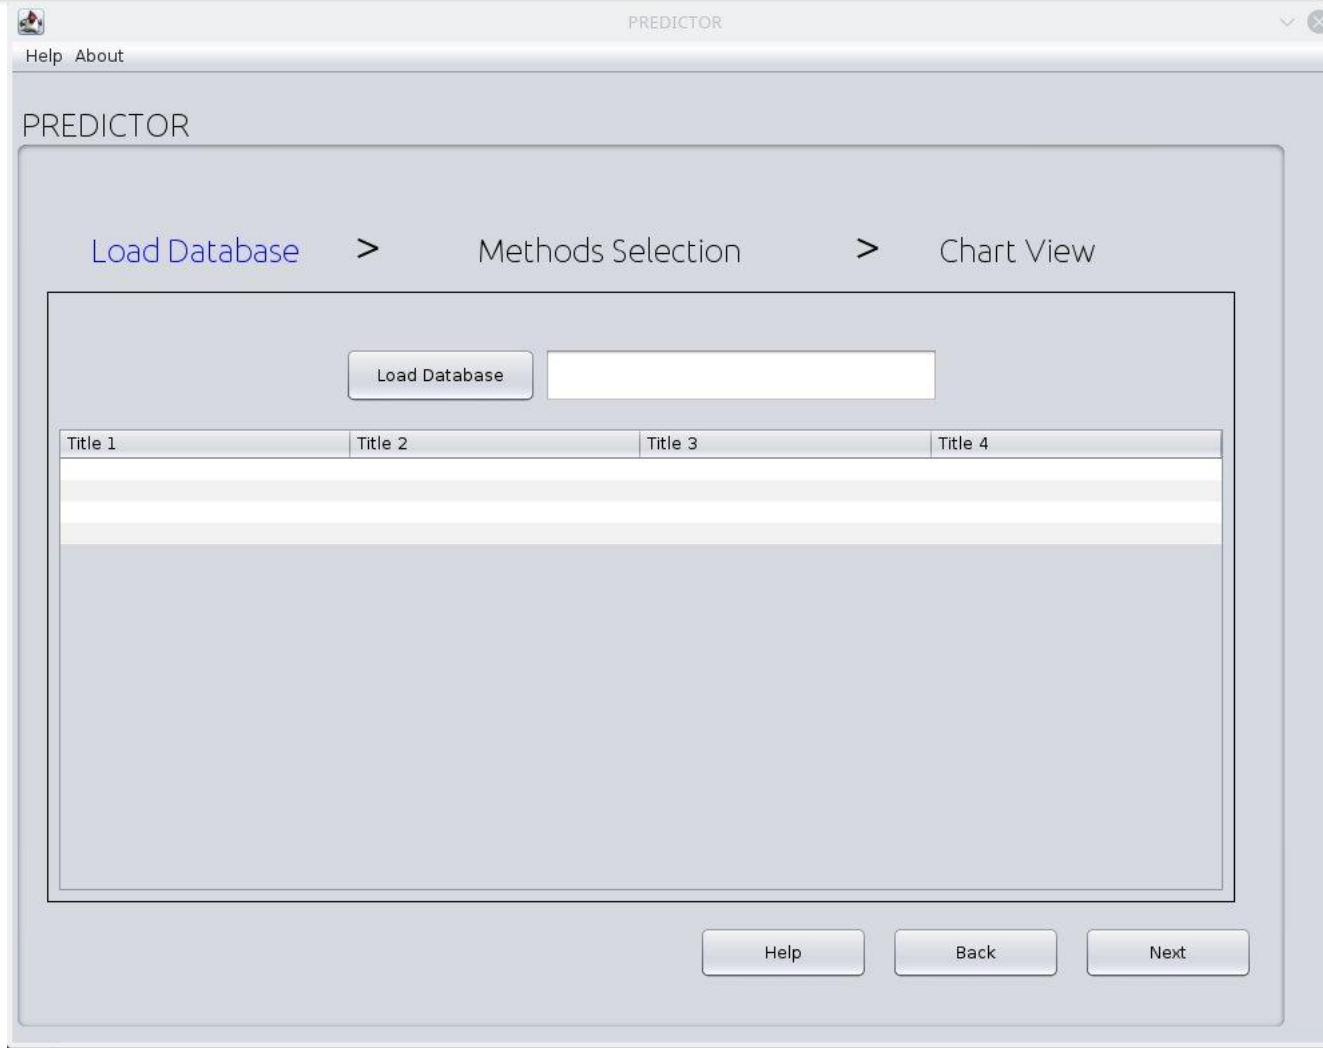 PREDICTOR
Help About
PREDICTOR
Load Database > Methods Selection > Chart View
Load Database
Title 1 Title 2 Title 3 Title 4
Help Back Next